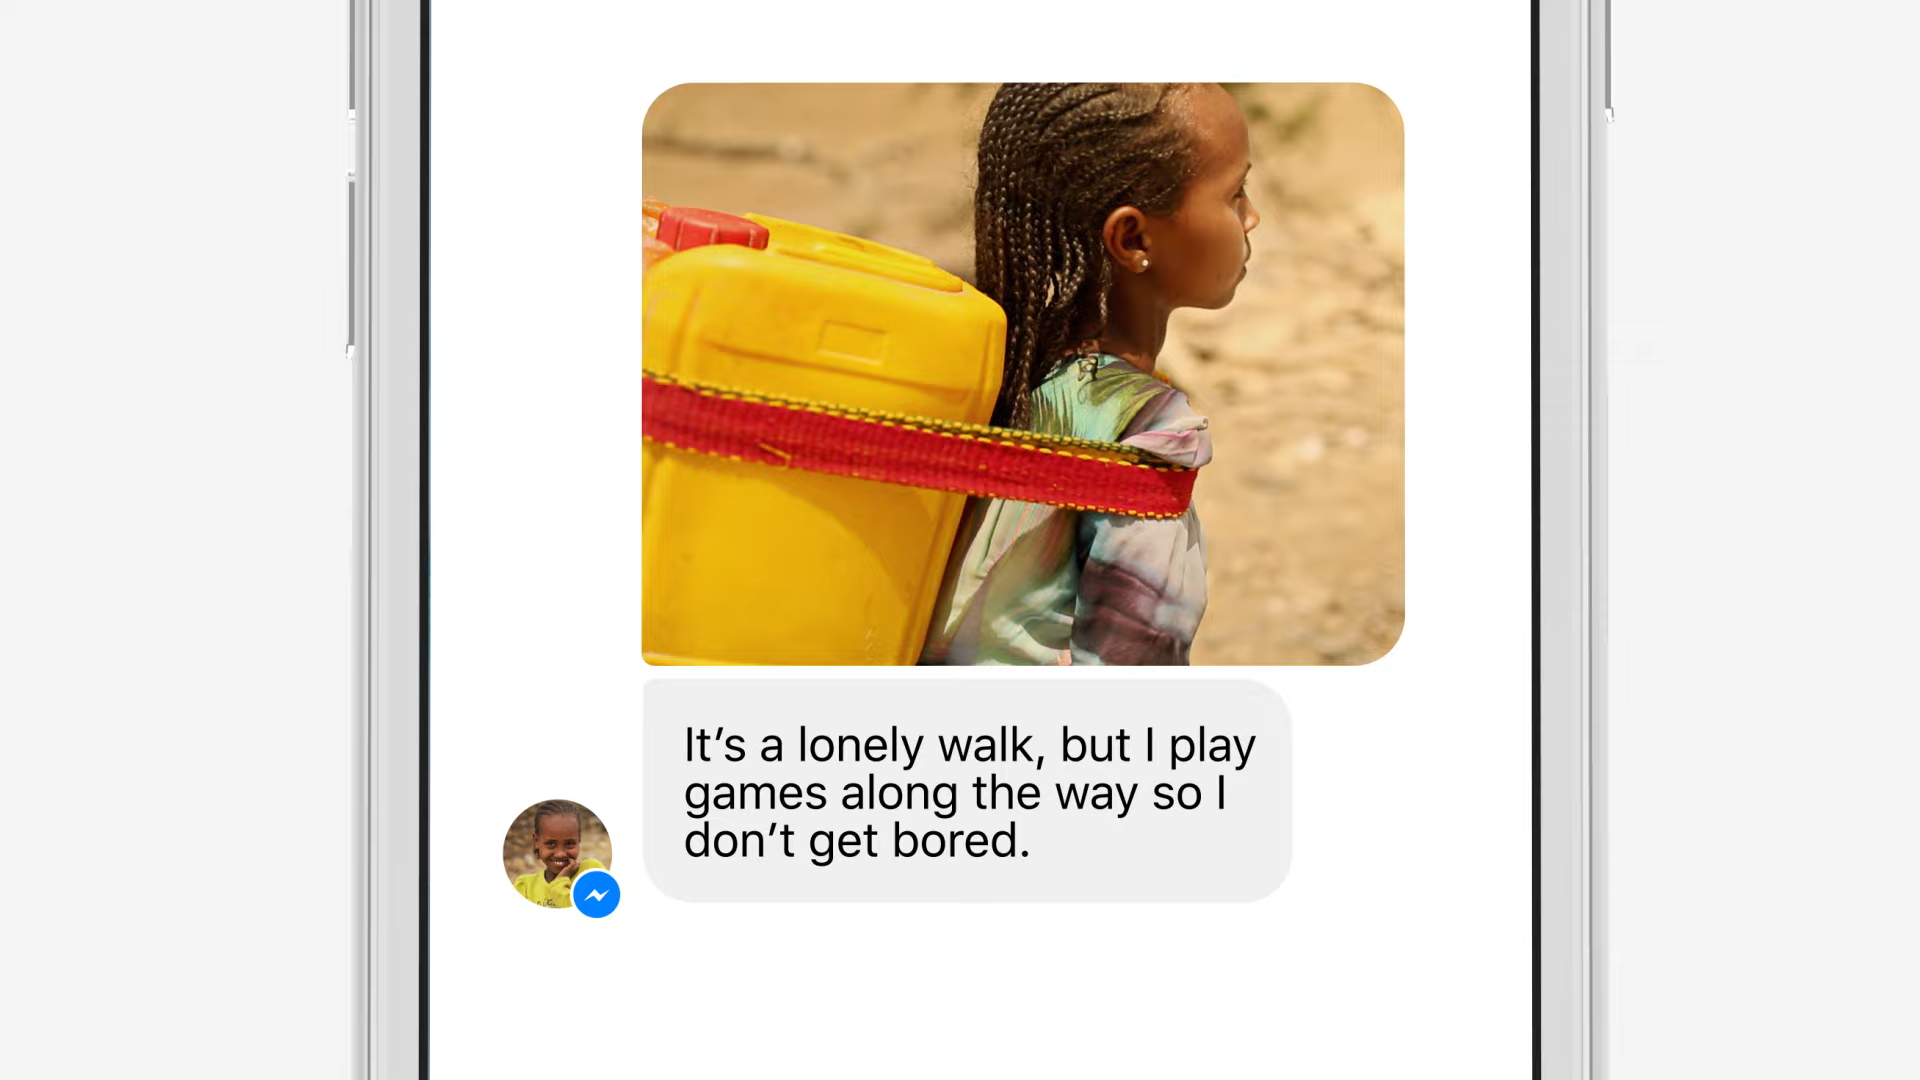 It’s a lonely walk, but I play
games along the way so I
don’t get bored.